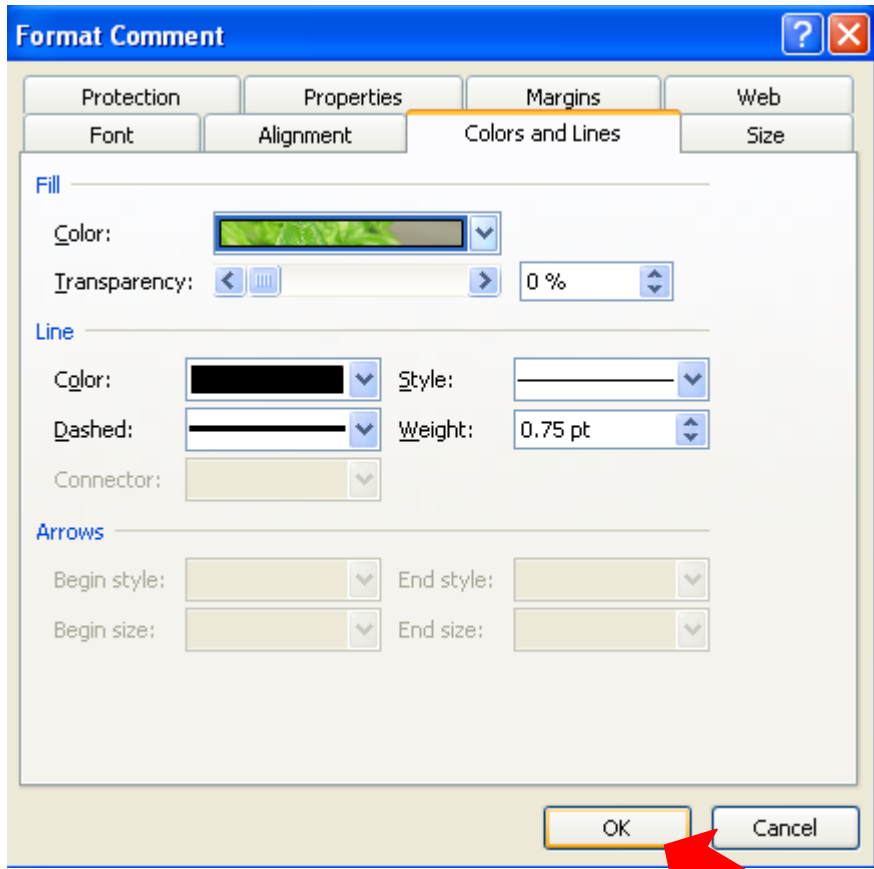 Format Comment
Protection Properties Margins Web
Font Alignment Colors and Lines Size
Fill
Color:
Transparency: 0 %
Line
Color: Style:
Dashed: Weight: 0.75 pt
Connector:
Arrows
Begin style: End style:
Begin size: End size:
OK Cancel